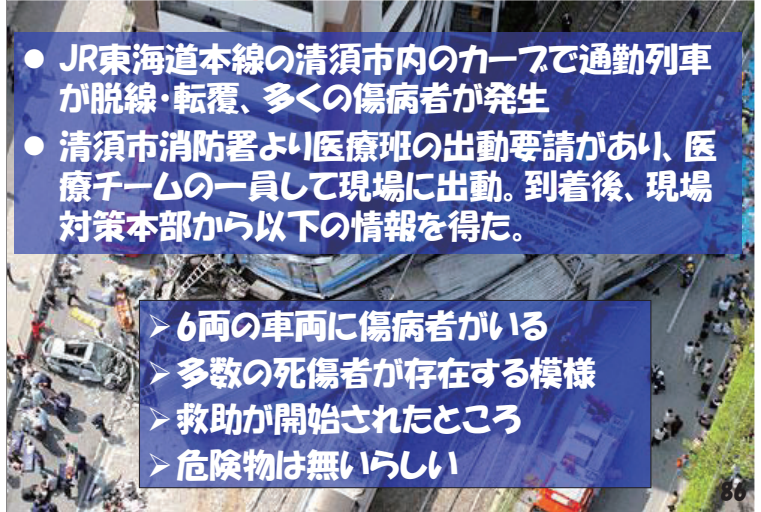 ● JR東海道本線の清須市内のカーブで通勤列車
が脱線・転覆、多くの傷病者が発生
● 清須市消防署より医療班の出動要請があり、医
療チームの一員して現場に出動。到着後、現場
対策本部から以下の情報を得た。
➢6両の車両に傷病者がいる
➢多数の死傷者が存在する模様
➢救助が開始されたところ
➢危険物は無いらしい
86